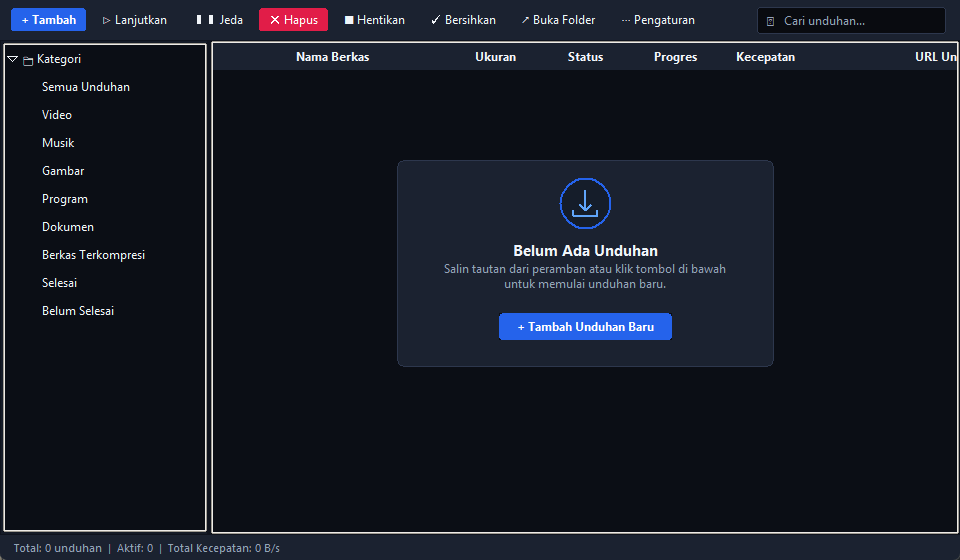 + Tambah
Lanjutkan
Jeda
Hapus
Hentikan
Bersihkan
Buka Folder
Pengaturan
Cari unduhan...
Kategori
Semua Unduhan
Video
Musik
Gambar
Program
Dokumen
Berkas Terkompresi
Selesai
Belum Selesai
Nama Berkas
Ukuran
Status
Progres
Kecepatan
URL Un
Belum Ada Unduhan
Salin tautan dari peramban atau klik tombol di bawah
untuk memulai unduhan baru.
+ Tambah Unduhan Baru
Total: 0 unduhan | Aktif: 0 | Total Kecepatan: 0 B/s